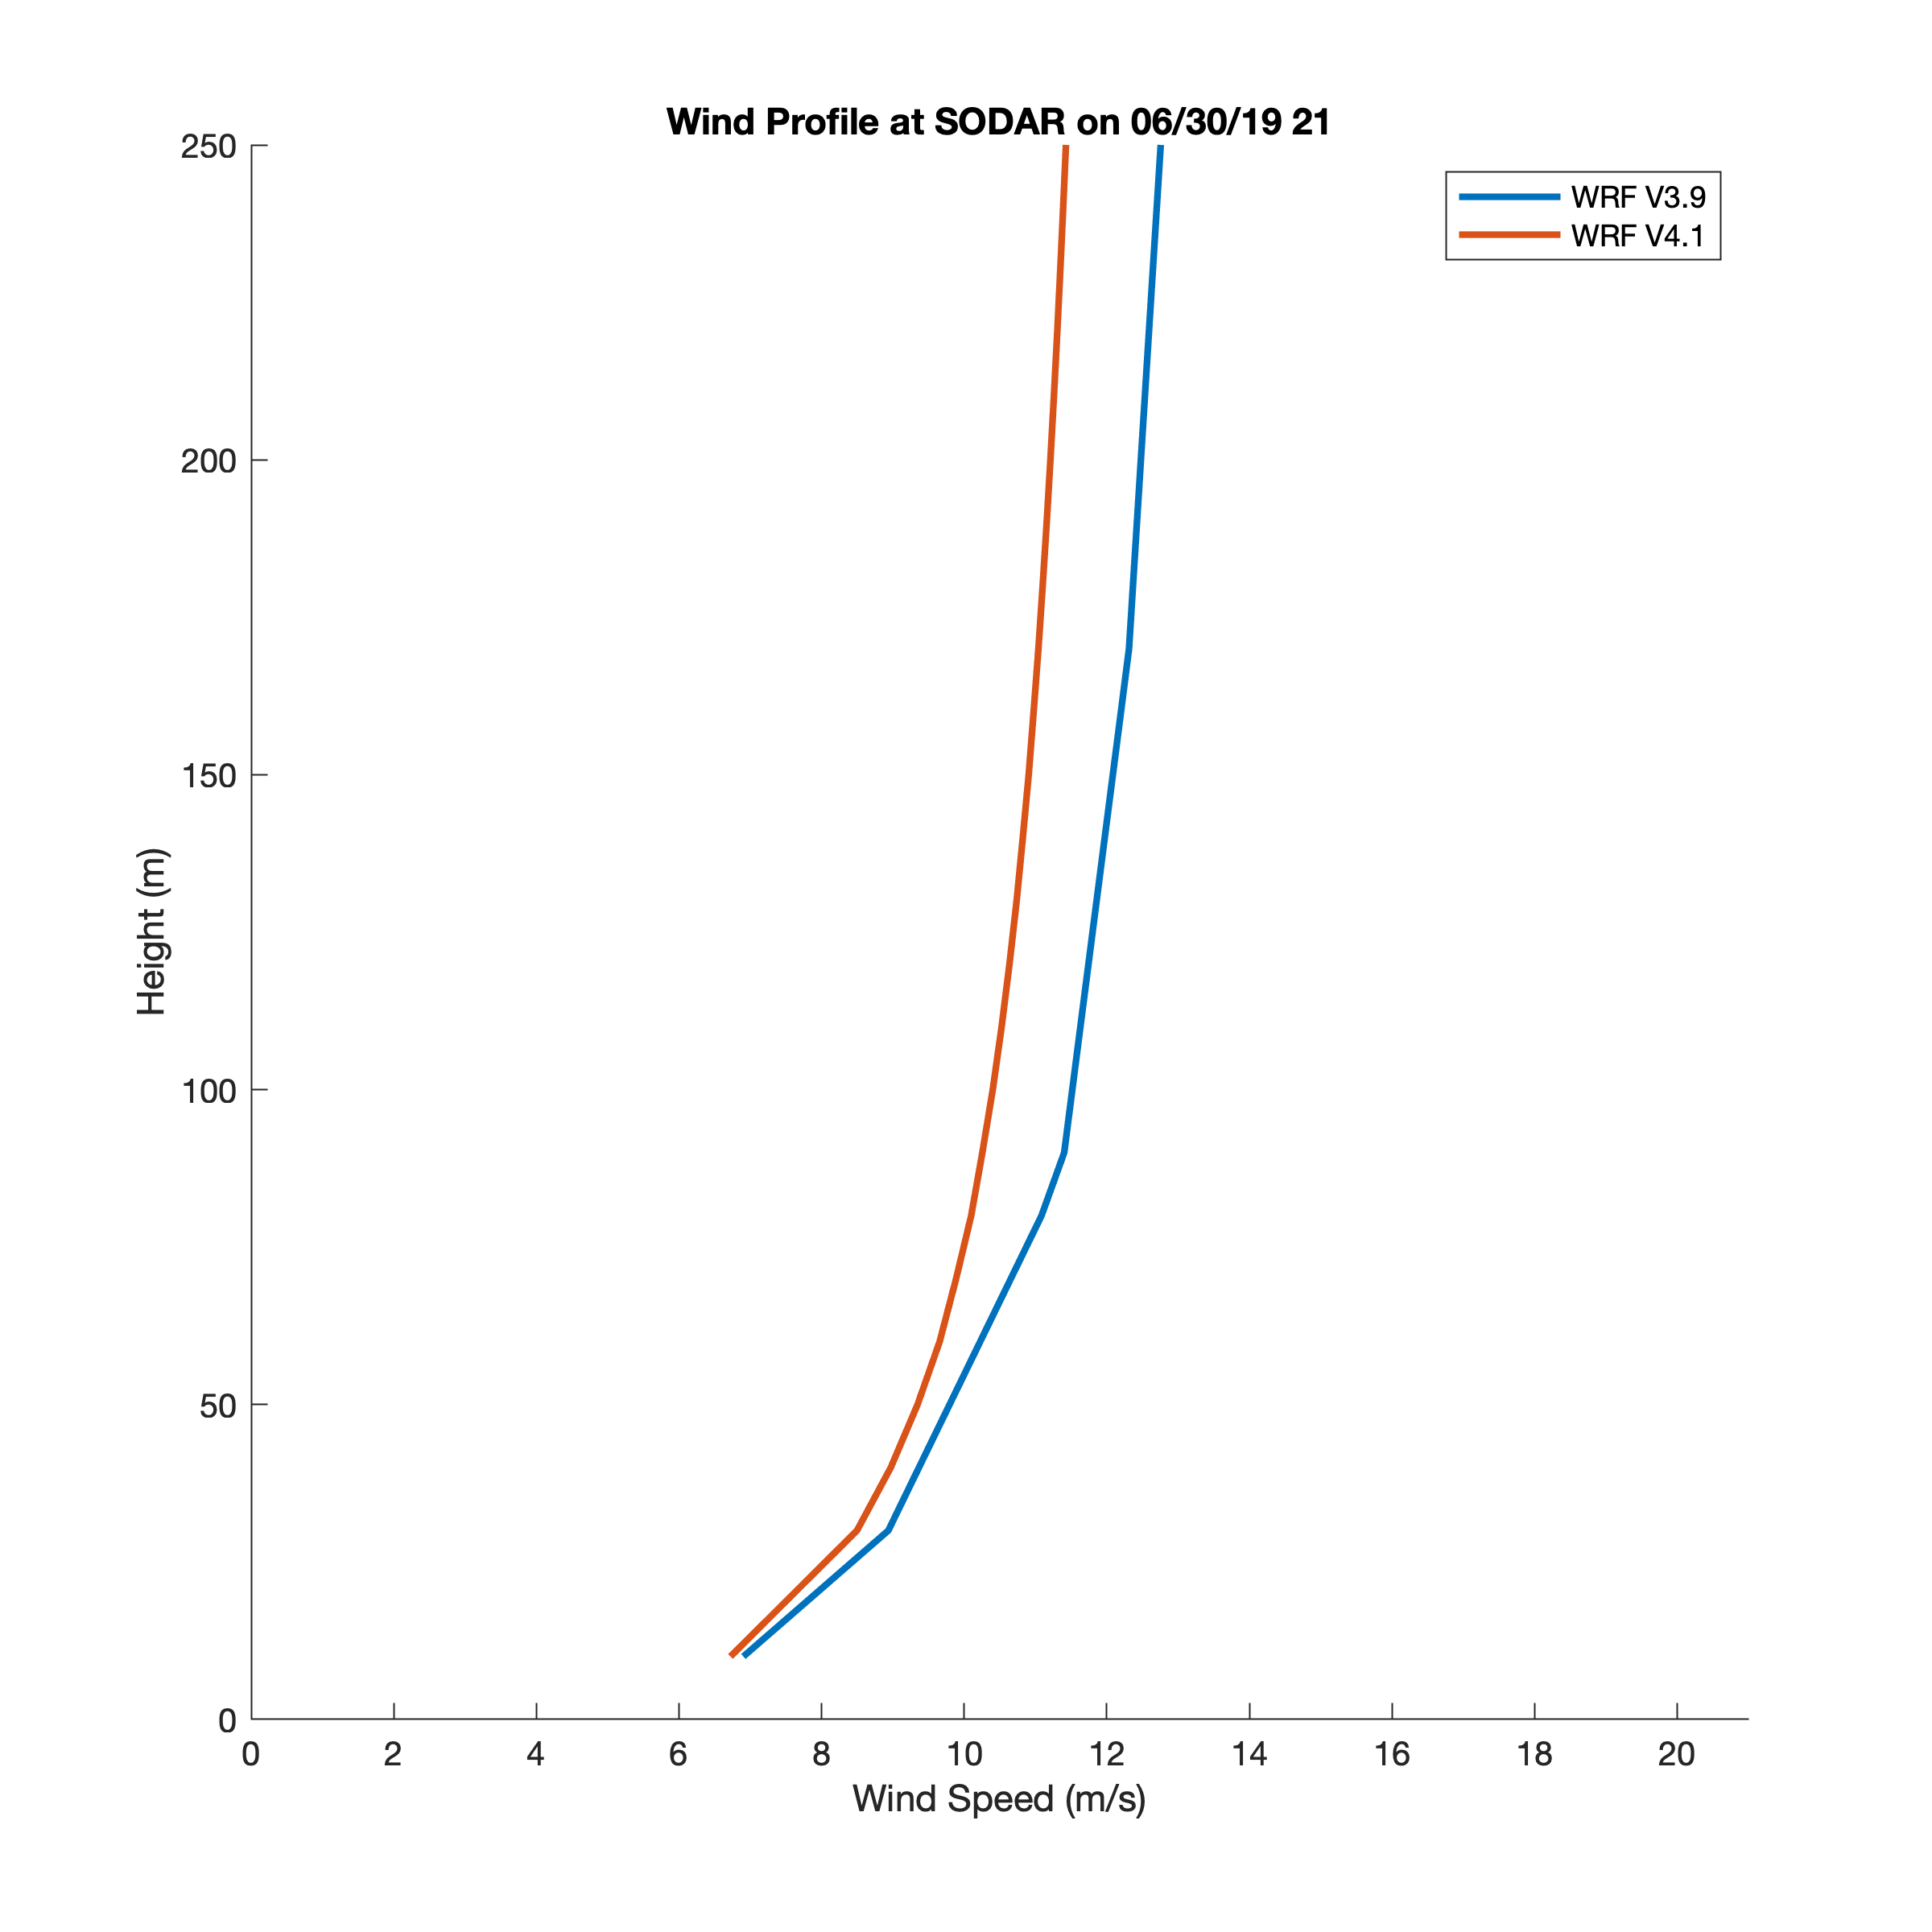 Wind Profile at SODAR on 06/30/19 21
WRF V3.9
WRF V4.1
250
200
150
100
50
0
Height (m)
0 2 4 6 8 10 12 14 16 18 20
Wind Speed (m/s)